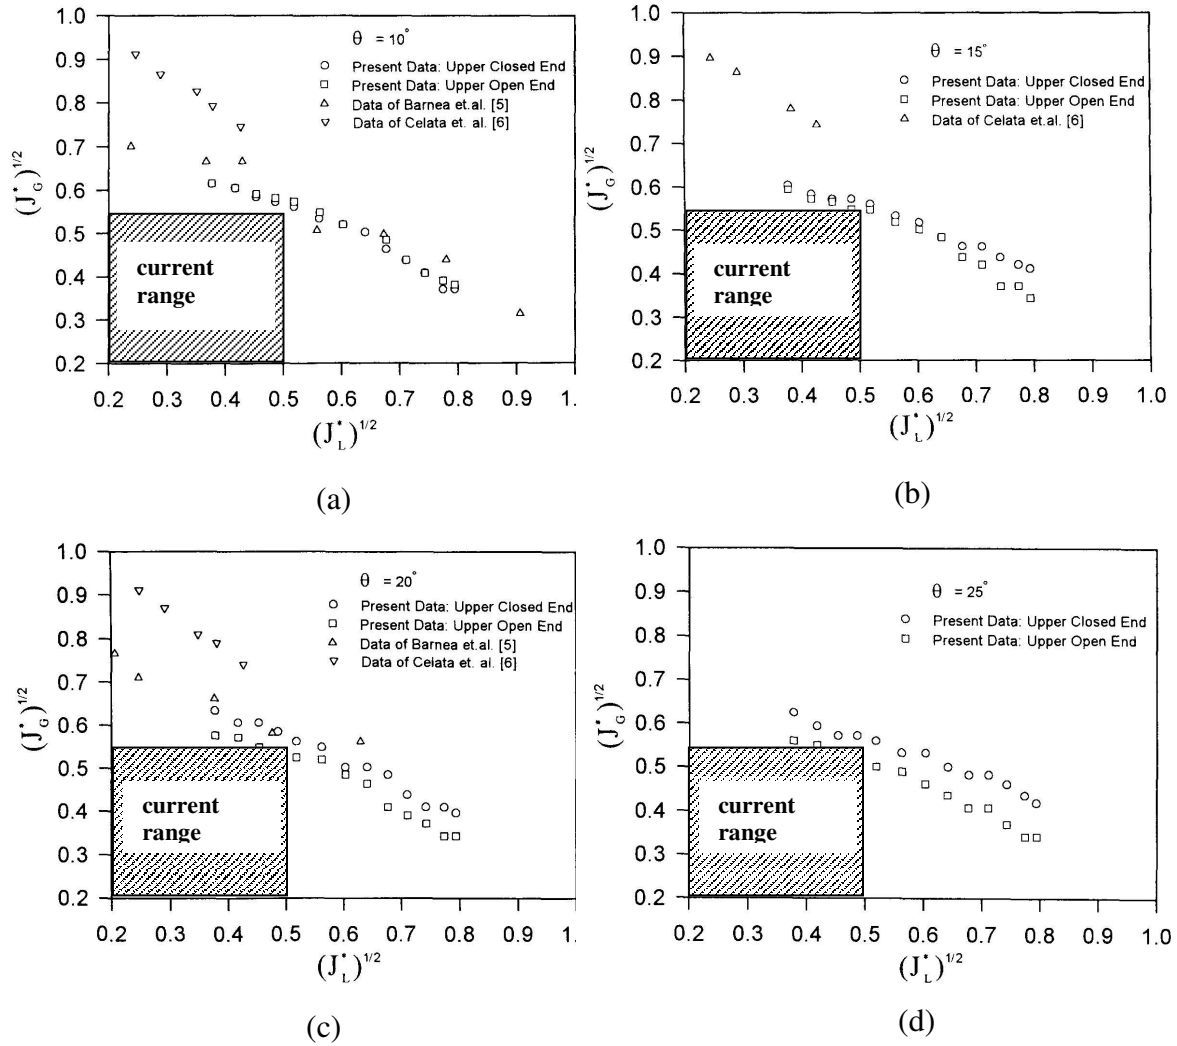 θ = 10°
Present Data: Upper Closed End
Present Data: Upper Open End
Data of Barnea et.al. [5]
Data of Celata et. al. [6]
1.0
0.9
0.8
0.7
0.6
0.5
0.4
0.3
0.2
(J*G)1/2
current
range
0.2 0.3 0.4 0.5 0.6 0.7 0.8 0.9 1.
(J*L)1/2
(a)
θ = 15°
Present Data: Upper Closed End
Present Data: Upper Open End
Data of Celata et.al. [6]
1.0
0.9
0.8
0.7
0.6
0.5
0.4
0.3
0.2
(J*G)1/2
current
range
0.2 0.3 0.4 0.5 0.6 0.7 0.8 0.9 1.0
(J*L)1/2
(b)
θ = 20°
Present Data: Upper Closed End
Present Data: Upper Open End
Data of Barnea et.al. [5]
Data of Celata et. al. [6]
1.0
0.9
0.8
0.7
0.6
0.5
0.4
0.3
0.2
(J*G)1/2
current
range
0.2 0.3 0.4 0.5 0.6 0.7 0.8 0.9 1.
(J*L)1/2
(c)
θ = 25°
Present Data: Upper Closed End
Present Data: Upper Open End
1.0
0.9
0.8
0.7
0.6
0.5
0.4
0.3
0.2
(J*G)1/2
current
range
0.2 0.3 0.4 0.5 0.6 0.7 0.8 0.9 1.0
(J*L)1/2
(d)